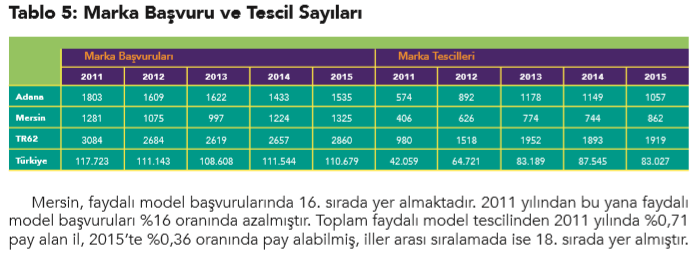 Tablo 5: Marka Başvuru ve Tescil Sayıları
Marka Başvuruları Marka Tescilleri
2011 2012 2013 2014 2015 2011 2012 2013 2014 2015
Adana 1803 1609 1622 1433 1535 574 892 1178 1149 1057
Mersin 1281 1075 997 1224 1325 406 626 774 744 862
TR62 3084 2684 2619 2657 2860 980 1518 1952 1893 1919
Türkiye 117.723 111.143 108.608 111.544 110.679 42.059 64.721 83.189 87.545 83.027
Mersin, faydalı model başvurularında 16. sırada yer almaktadır. 2011 yılından bu yana faydalı
model başvuruları %16 oranında azalmıştır. Toplam faydalı model tescilinden 2011 yılında %0,71
pay alan il, 2015’te %0,36 oranında pay alabilmiş, iller arası sıralamada ise 18. sırada yer almıştır.